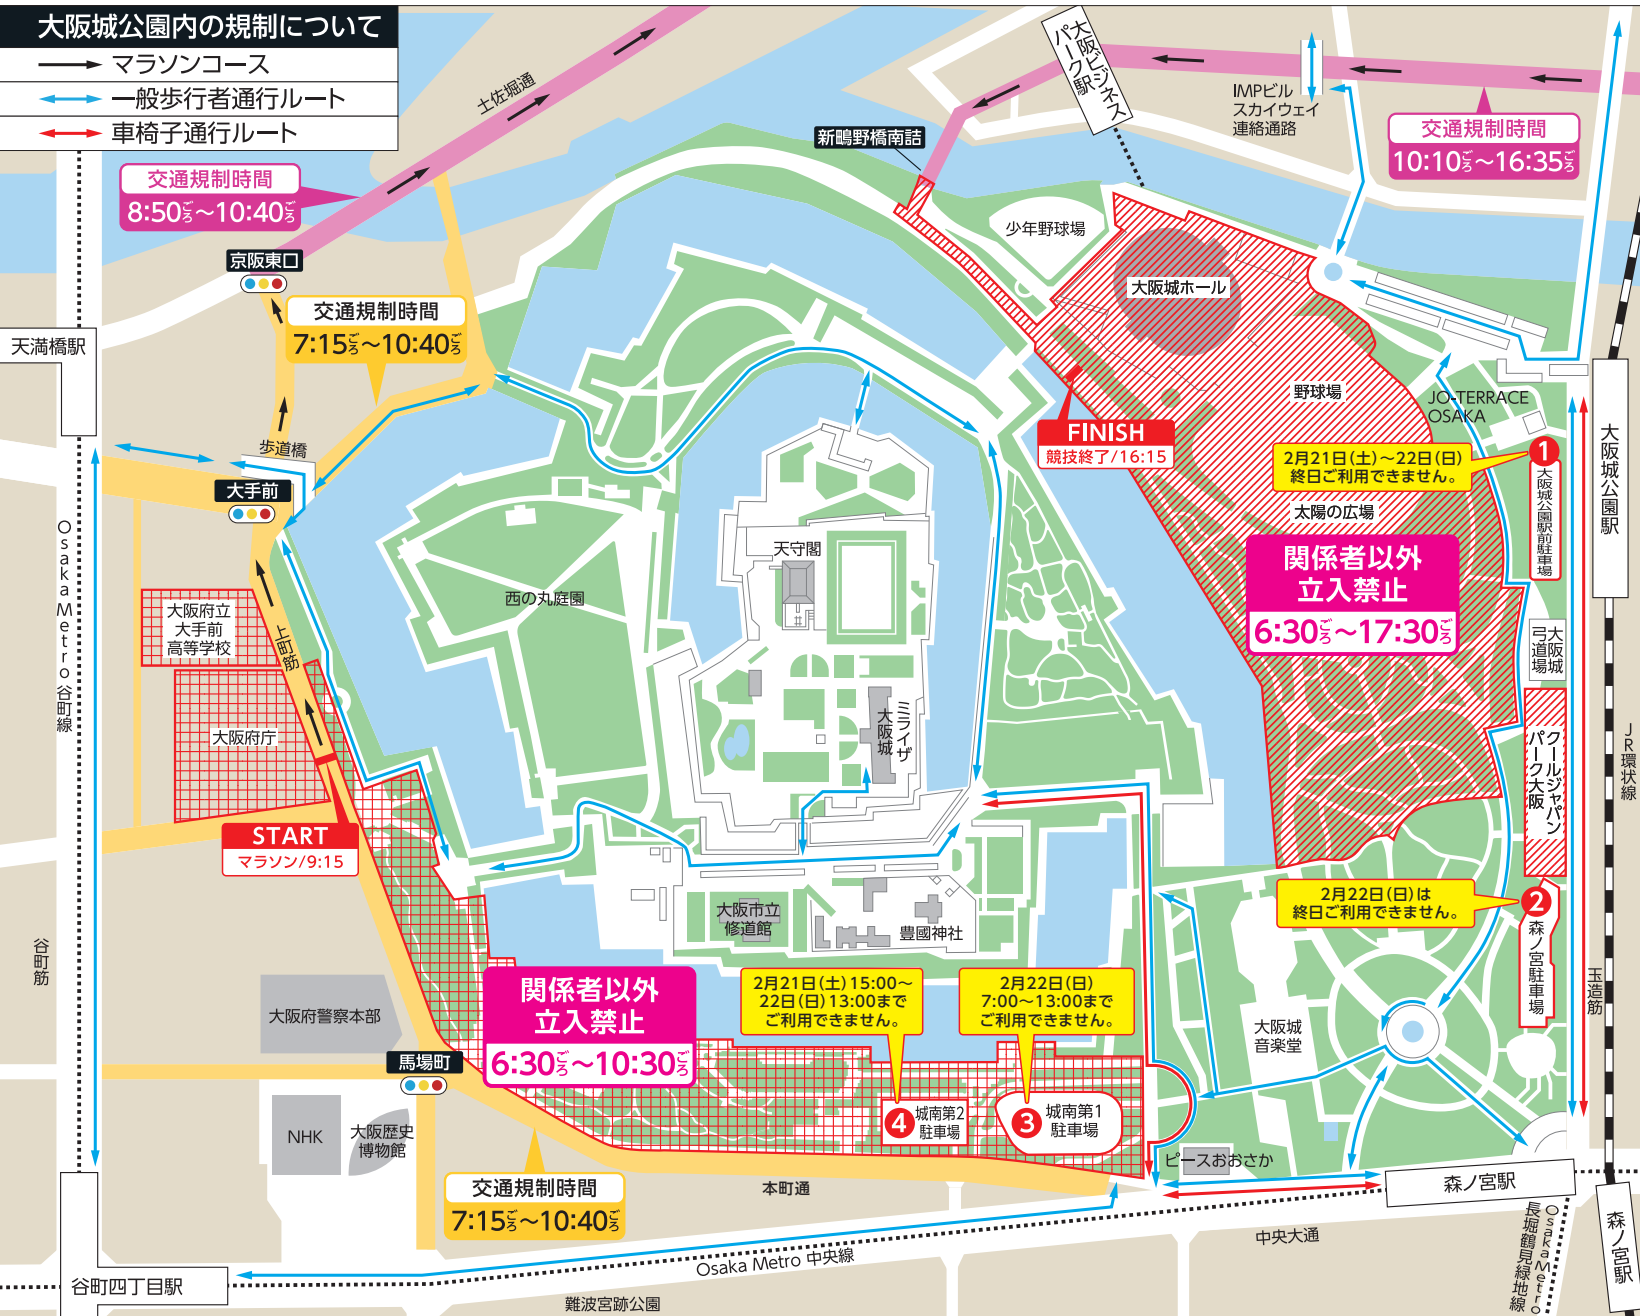 大阪城公園内の規制について
マラソンコース
一般歩行者通行ルート
車椅子通行ルート
土佐堀通
大阪ビジネス
パーク駅
IMPビル
スカイウェイ
連絡通路
交通規制時間
10:10ごろ〜16:35ごろ
新鴫野橋南詰
交通規制時間
8:50ごろ〜10:40ごろ
京阪東口
交通規制時間
7:15ごろ〜10:40ごろ
天満橋駅
少年野球場
大阪城ホール
野球場
JO-TERRACE
OSAKA
FINISH
競技終了/16:15
2月21日(土)〜22日(日)
終日ご利用できません。
1
大阪城公園駅前駐車場
大阪城公園駅
太陽の広場
関係者以外
立入禁止
6:30ごろ〜17:30ごろ
歩道橋
大手前
Osaka Metro 谷町線
大阪府立
大手前
高等学校
上町筋
大阪府庁
西の丸庭園
天守閣
ミライザ
大阪城
大阪城
弓道場
クールジャパン
パーク大阪
JR環状線
START
マラソン/9:15
谷町筋
大阪市立
修道館
豊國神社
2月22日(日)は
終日ご利用できません。
2
森ノ宮駐車場
玉造筋
大阪府警察本部
関係者以外
立入禁止
6:30ごろ〜10:30ごろ
2月21日(土)15:00〜
22日(日)13:00まで
ご利用できません。
2月22日(日)
7:00〜13:00まで
ご利用できません。
大阪城
音楽堂
馬場町
NHK
大阪歴史
博物館
4
城南第2
駐車場
3
城南第1
駐車場
ピースおおさか
交通規制時間
7:15ごろ〜10:40ごろ
本町通
森ノ宮駅
中央大通
Osaka Metro 中央線
谷町四丁目駅
難波宮跡公園
Osaka Metro
長堀鶴見緑地線
森ノ宮駅